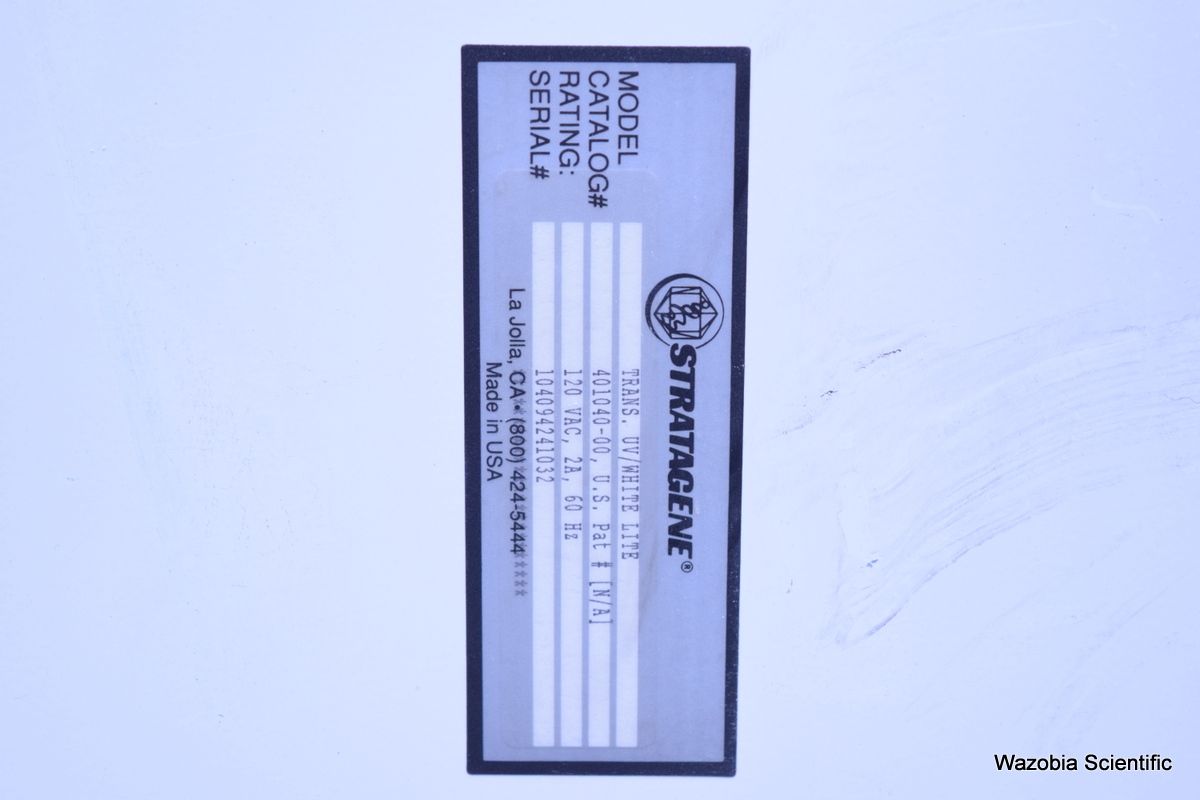 STRATAGENE®
MODEL TRANS. UV/WHITE LITE
CATALOG# 401040-00, U.S. Pat # [N/A]
RATING: 120 VAC, 2A, 60 Hz
SERIAL# 104094241032
La Jolla, CA • (800) 424-5444
Made in USA
Wazobia Scientific